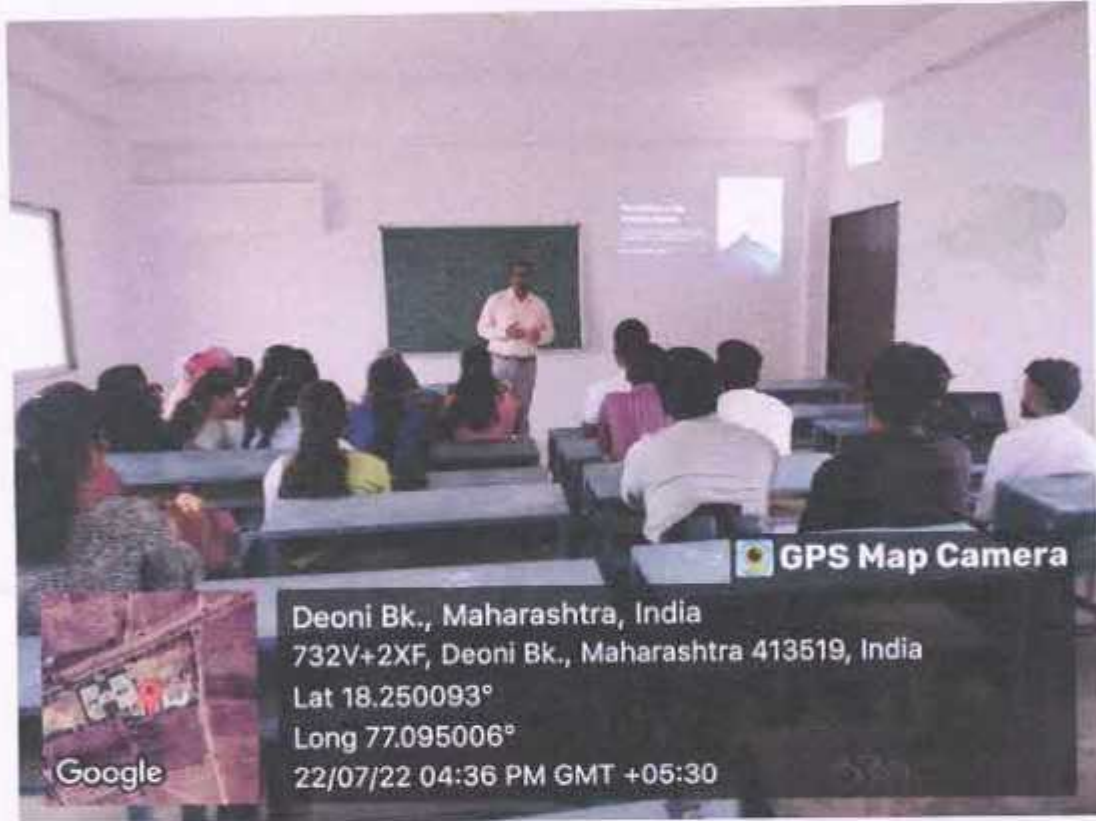 GPS Map Camera
Deoni Bk., Maharashtra, India
732V+2XF, Deoni Bk., Maharashtra 413519, India
Lat 18.250093°
Long 77.095006°
22/07/22 04:36 PM GMT +05:30
Google